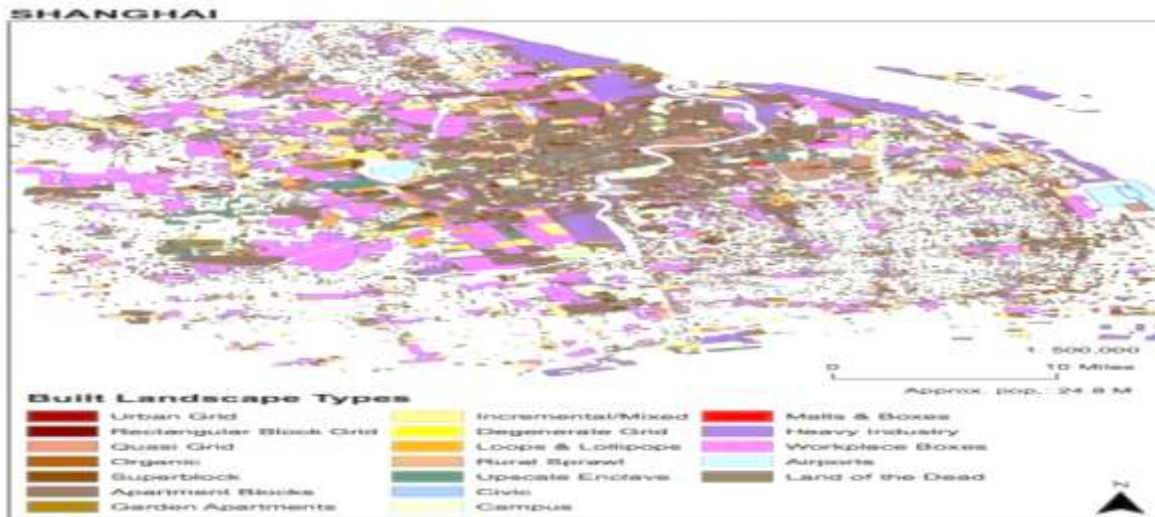 SHANGHAI
1: 500,000
0 10 Miles
Approx. pop.: 24.8 M
Built Landscape Types
Urban Grid
Rectangular Block Grid
Quasi Grid
Organic
Superblock
Apartment Blocks
Garden Apartments
Incremental/Mixed
Degenerate Grid
Loops & Lollipops
Rural Sprawl
Upscale Enclave
Civic
Campus
Malls & Boxes
Heavy Industry
Workplace Boxes
Airports
Land of the Dead
N